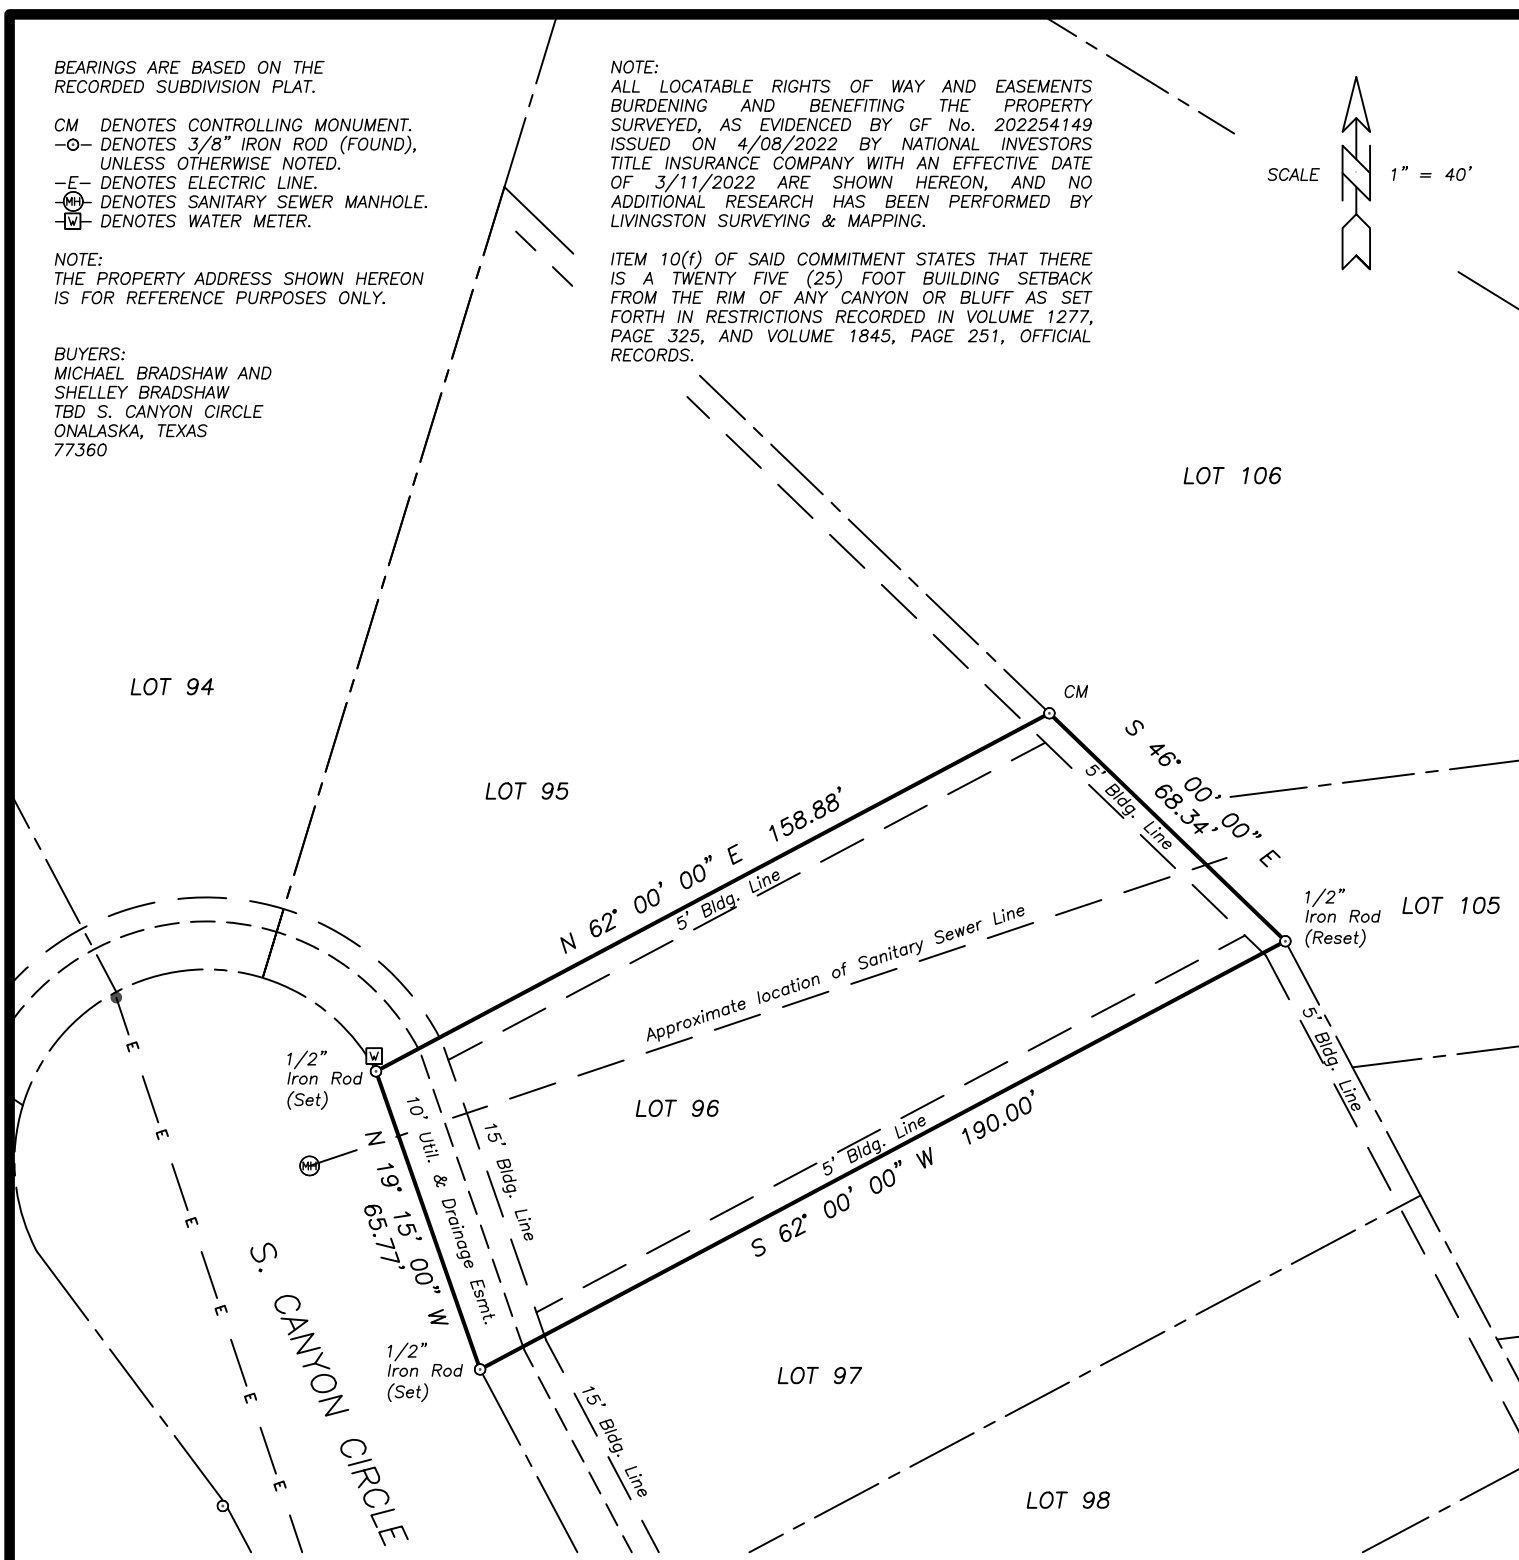 BEARINGS ARE BASED ON THE
RECORDED SUBDIVISION PLAT.
CM DENOTES CONTROLLING MONUMENT.
DENOTES 3/8" IRON ROD (FOUND),
UNLESS OTHERWISE NOTED.
-E- DENOTES ELECTRIC LINE.
MH DENOTES SANITARY SEWER MANHOLE.
W DENOTES WATER METER.
NOTE:
THE PROPERTY ADDRESS SHOWN HEREON
IS FOR REFERENCE PURPOSES ONLY.
BUYERS:
MICHAEL BRADSHAW AND
SHELLEY BRADSHAW
TBD S. CANYON CIRCLE
ONALASKA, TEXAS
77360
NOTE:
ALL LOCATABLE RIGHTS OF WAY AND EASEMENTS
BURDENING AND BENEFITING THE PROPERTY
SURVEYED, AS EVIDENCED BY GF No. 202254149
ISSUED ON 4/08/2022 BY NATIONAL INVESTORS
TITLE INSURANCE COMPANY WITH AN EFFECTIVE DATE
OF 3/11/2022 ARE SHOWN HEREON, AND NO
ADDITIONAL RESEARCH HAS BEEN PERFORMED BY
LIVINGSTON SURVEYING & MAPPING.
ITEM 10(f) OF SAID COMMITMENT STATES THAT THERE
IS A TWENTY FIVE (25) FOOT BUILDING SETBACK
FROM THE RIM OF ANY CANYON OR BLUFF AS SET
FORTH IN RESTRICTIONS RECORDED IN VOLUME 1277,
PAGE 325, AND VOLUME 1845, PAGE 251, OFFICIAL
RECORDS.
SCALE N 1" = 40'
LOT 106
LOT 94
CM
S 46° 00' 00" E
68.34'
5' Bldg. Line
LOT 95
N 62° 00' 00" E 158.88'
5' Bldg. Line
1/2"
Iron Rod
(Reset)
LOT 105
Approximate location of Sanitary Sewer Line
5' Bldg. Line
W
1/2"
Iron Rod
(Set)
LOT 96
10' Util. & Drainage Esmt.
15' Bldg. Line
MH
N 19° 15' 00" W
65.77'
5' Bldg. Line
S 62° 00' 00" W 190.00'
E
E
E
E
E
E
S. CANYON CIRCLE
1/2"
Iron Rod
(Set)
LOT 97
15' Bldg. Line
LOT 98